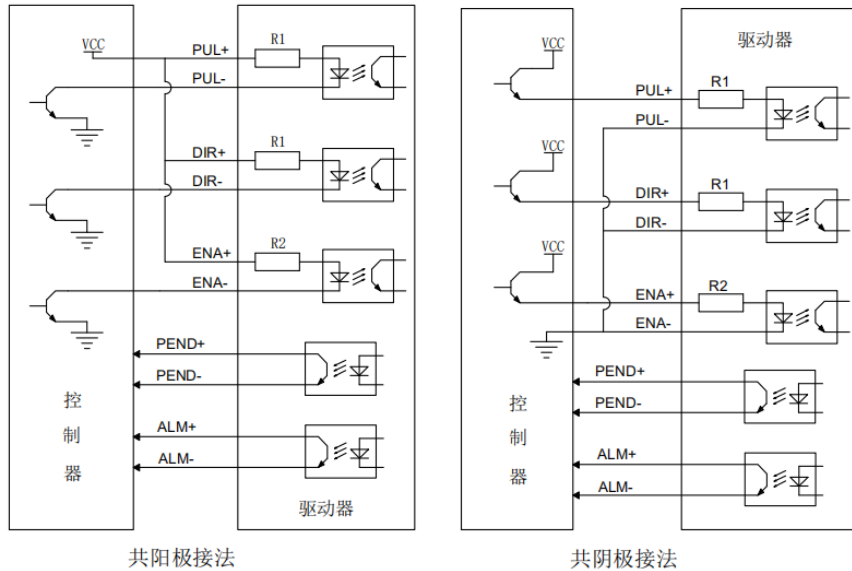 VCC
PUL+
R1
PUL-
DIR+
R1
DIR-
ENA+
R2
ENA-
PEND+
PEND-
ALM+
ALM-
控
制
器
驱动器
共阳极接法
驱动器
VCC
PUL+
R1
PUL-
VCC
DIR+
R1
DIR-
VCC
ENA+
R2
ENA-
PEND+
PEND-
ALM+
ALM-
控
制
器
共阴极接法